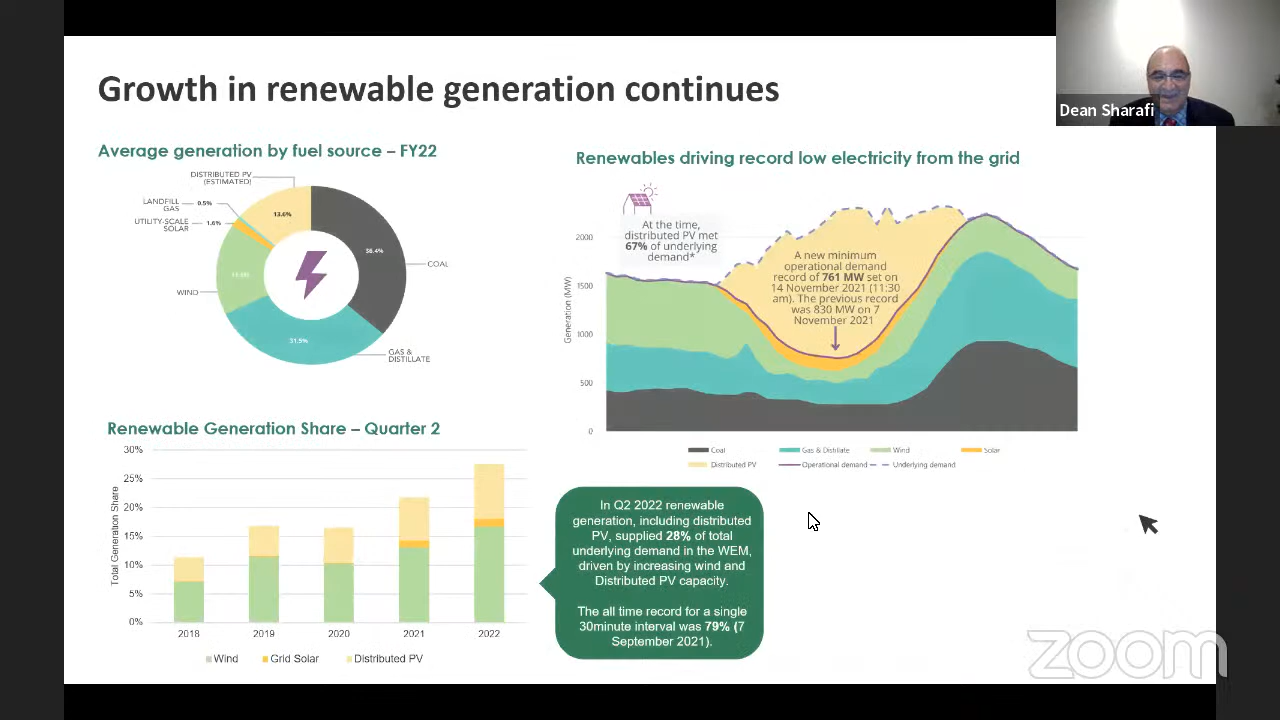 Growth in renewable generation continues
Dean Sharafi
Average generation by fuel source – FY22
DISTRIBUTED PV
(ESTIMATED)
LANDFILL
GAS
0.5%
UTILITY-SCALE
SOLAR
1.6%
13.6%
COAL
WIND
31.9%
GAS &
DISTILLATE
Renewables driving record low electricity from the grid
At the time,
distributed PV met
67% of underlying
demand*
A new minimum
operational demand
record of 761 MW set on
14 November 2021 (11:30
am). The previous record
was 830 MW on 7
November 2021
Generation (MW)
2000
1500
1000
500
0
Coal
Gas & Distillate
Wind
Solar
Distributed PV
Operational demand
Underlying demand
Renewable Generation Share – Quarter 2
Total Generation Share
30%
25%
20%
15%
10%
5%
0%
2018
2019
2020
2021
2022
Wind
Grid Solar
Distributed PV
In Q2 2022 renewable
generation, including distributed
PV, supplied 28% of total
underlying demand in the WEM,
driven by increasing wind and
Distributed PV capacity.
The all time record for a single
30minute interval was 79% (7
September 2021).
zoom